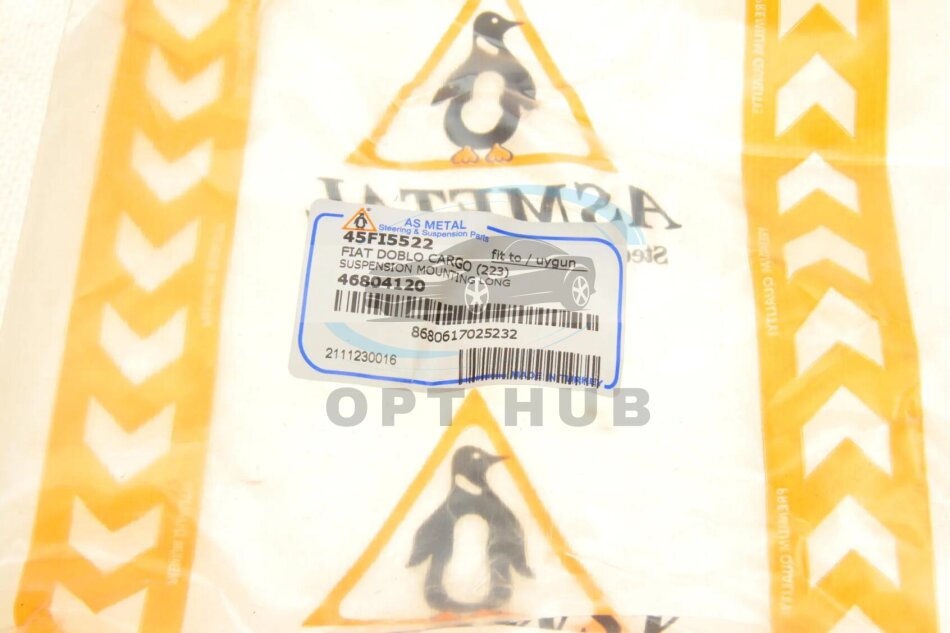 ASMETAL
AS METAL
Steering & Suspension Parts
45FI5522
fit to / uygun
FIAT DOBLO CARGO (223)
SUSPENSION MOUNTING LONG
46804120
8680617025232
2111230016
MADE IN TURKEY
OPT HUB